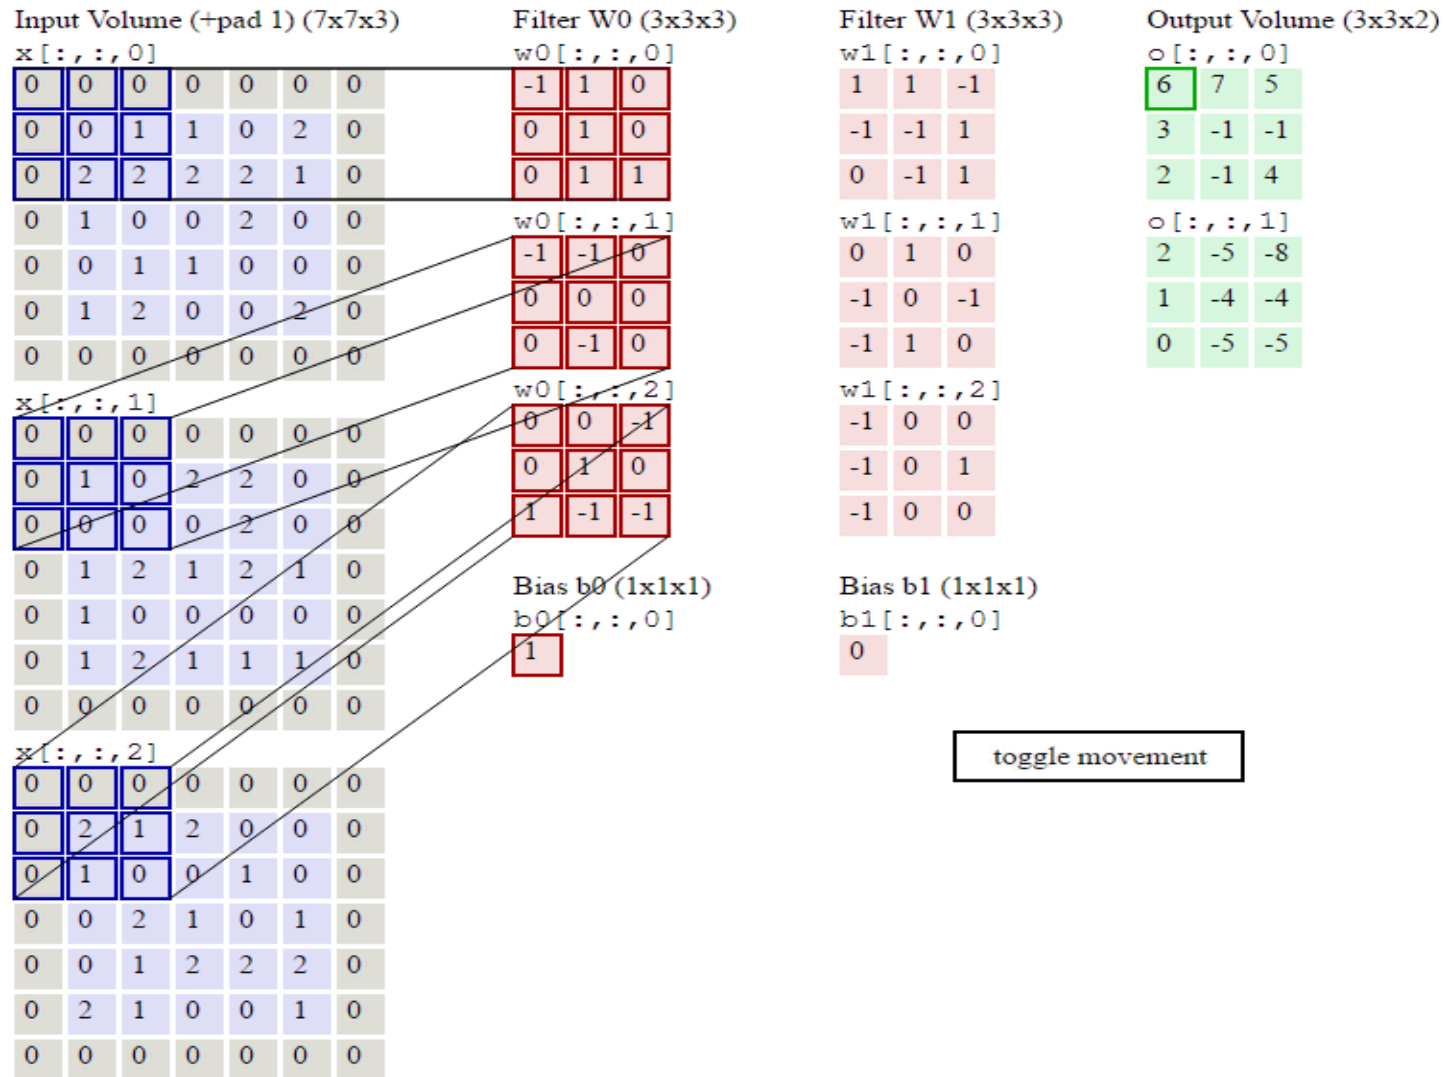 Input Volume (+pad 1) (7x7x3)
x[:,:,0]
0 0 0 0 0 0 0
0 0 1 1 0 2 0
0 2 2 2 2 1 0
0 1 0 0 2 0 0
0 0 1 1 0 0 0
0 1 2 0 0 2 0
0 0 0 0 0 0 0
x[:,:,1]
0 0 0 0 0 0 0
0 1 0 2 2 0 0
0 0 0 0 2 0 0
0 1 2 1 2 1 0
0 1 0 0 0 0 0
0 1 2 1 1 1 0
0 0 0 0 0 0 0
x[:,:,2]
0 0 0 0 0 0 0
0 2 1 2 0 0 0
0 1 0 0 1 0 0
0 0 2 1 0 1 0
0 0 1 2 2 2 0
0 2 1 0 0 1 0
0 0 0 0 0 0 0
Filter W0 (3x3x3)
w0[:,:,0]
-1 1 0
0 1 0
0 1 1
w0[:,:,1]
-1 -1 0
0 0 0
0 -1 0
w0[:,:,2]
0 0 -1
0 1 0
1 -1 -1
Bias b0 (1x1x1)
b0[:,:,0]
1
Filter W1 (3x3x3)
w1[:,:,0]
1 1 -1
-1 -1 1
0 -1 1
w1[:,:,1]
0 1 0
-1 0 -1
-1 1 0
w1[:,:,2]
-1 0 0
-1 0 1
-1 0 0
Bias b1 (1x1x1)
b1[:,:,0]
0
Output Volume (3x3x2)
o[:,:,0]
6 7 5
3 -1 -1
2 -1 4
o[:,:,1]
2 -5 -8
1 -4 -4
0 -5 -5
toggle movement